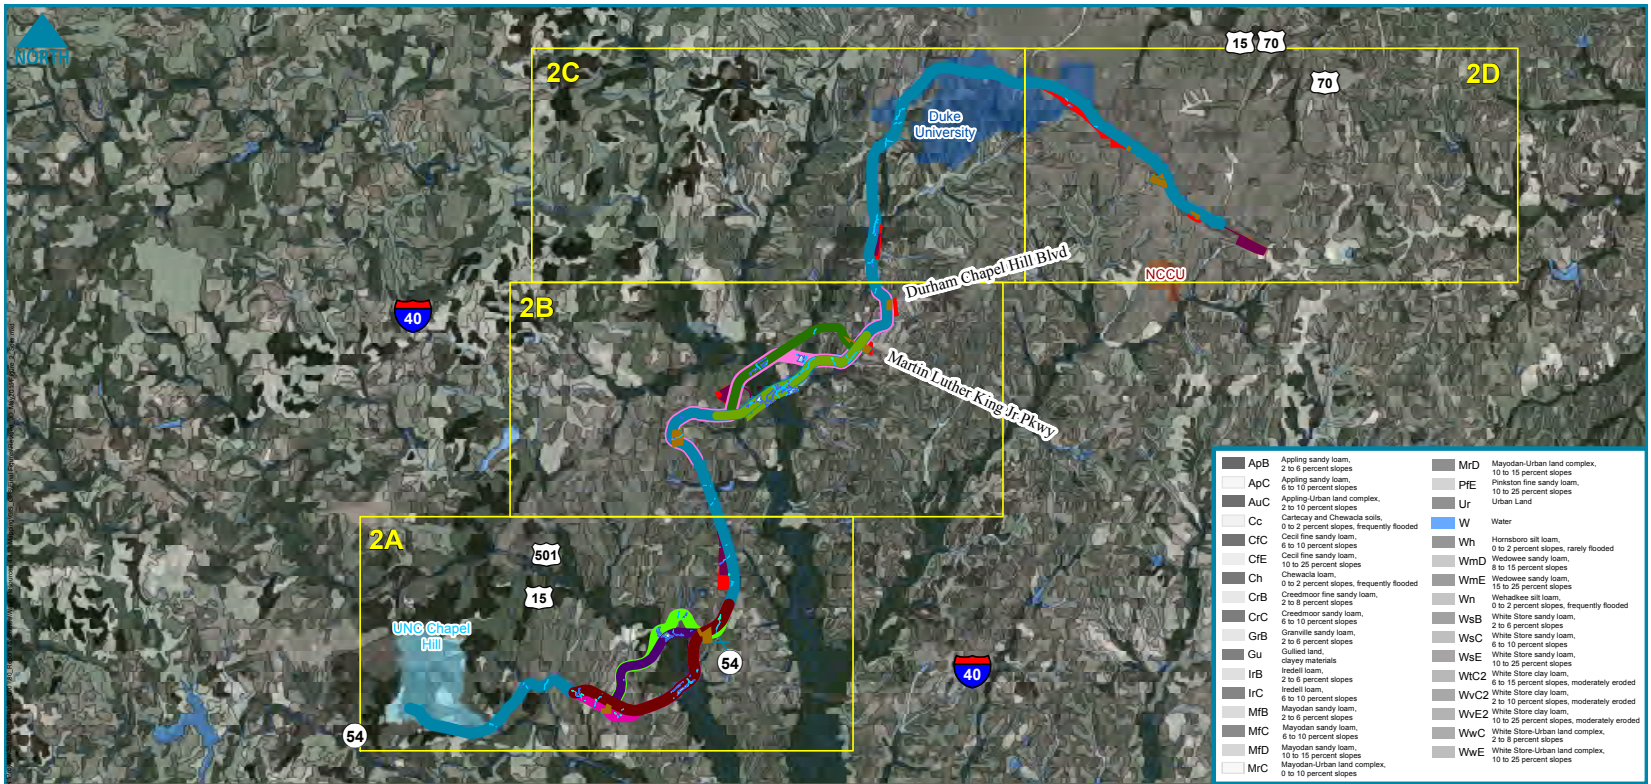 NORTH
15
70
2C
2D
70
Duke
University
Durham Chapel Hill Blvd
NCCU
40
2B
Martin Luther King Jr Pkwy
2A
501
15
UNC Chapel
Hill
54
54
40
ApB Appling sandy loam,
2 to 6 percent slopes
ApC Appling sandy loam,
6 to 10 percent slopes
AuC Appling-Urban land complex,
2 to 10 percent slopes
Cc Cartecay and Chewacla soils,
0 to 2 percent slopes, frequently flooded
CfC Cecil fine sandy loam,
6 to 10 percent slopes
CfE Cecil fine sandy loam,
10 to 25 percent slopes
Ch Chewacla loam,
0 to 2 percent slopes, frequently flooded
CrB Creedmoor fine sandy loam,
2 to 8 percent slopes
CrC Creedmoor sandy loam,
6 to 10 percent slopes
GrB Granville sandy loam,
2 to 6 percent slopes
Gu Gullied land,
clayey materials
IrB Iredell loam,
2 to 6 percent slopes
IrC Iredell loam,
6 to 10 percent slopes
MfB Mayodan sandy loam,
2 to 6 percent slopes
MfC Mayodan sandy loam,
6 to 10 percent slopes
MfD Mayodan sandy loam,
10 to 15 percent slopes
MrC Mayodan-Urban land complex,
0 to 10 percent slopes
MrD Mayodan-Urban land complex,
10 to 15 percent slopes
PfE Pinkston fine sandy loam,
10 to 25 percent slopes
Ur Urban Land
W Water
Wh Hornsboro silt loam,
0 to 2 percent slopes, rarely flooded
WmD Wedowee sandy loam,
8 to 15 percent slopes
WmE Wedowee sandy loam,
15 to 25 percent slopes
Wn Wehadkee silt loam,
0 to 2 percent slopes, frequently flooded
WsB White Store sandy loam,
2 to 6 percent slopes
WsC White Store sandy loam,
6 to 10 percent slopes
WsE White Store sandy loam,
10 to 25 percent slopes
WtC2 White Store clay loam,
6 to 15 percent slopes, moderately eroded
WvC2 White Store clay loam,
2 to 10 percent slopes, moderately eroded
WvE2 White Store clay loam,
10 to 25 percent slopes, moderately eroded
WwC White Store-Urban land complex,
2 to 8 percent slopes
WwE White Store-Urban land complex,
10 to 25 percent slopes